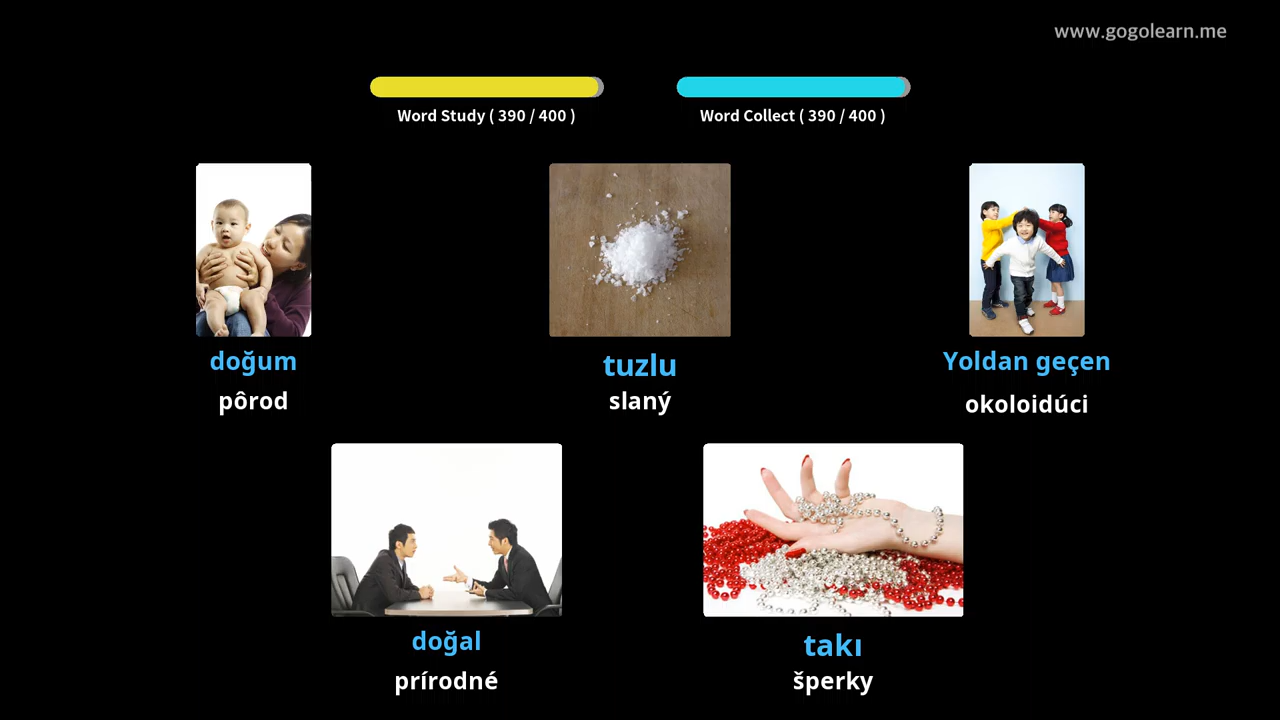 www.gogolearn.me
Word Study ( 390 / 400 )
Word Collect ( 390 / 400 )
doğum
pôrod
tuzlu
slaný
Yoldan geçen
okoloidúci
doğal
prírodné
takı
šperky